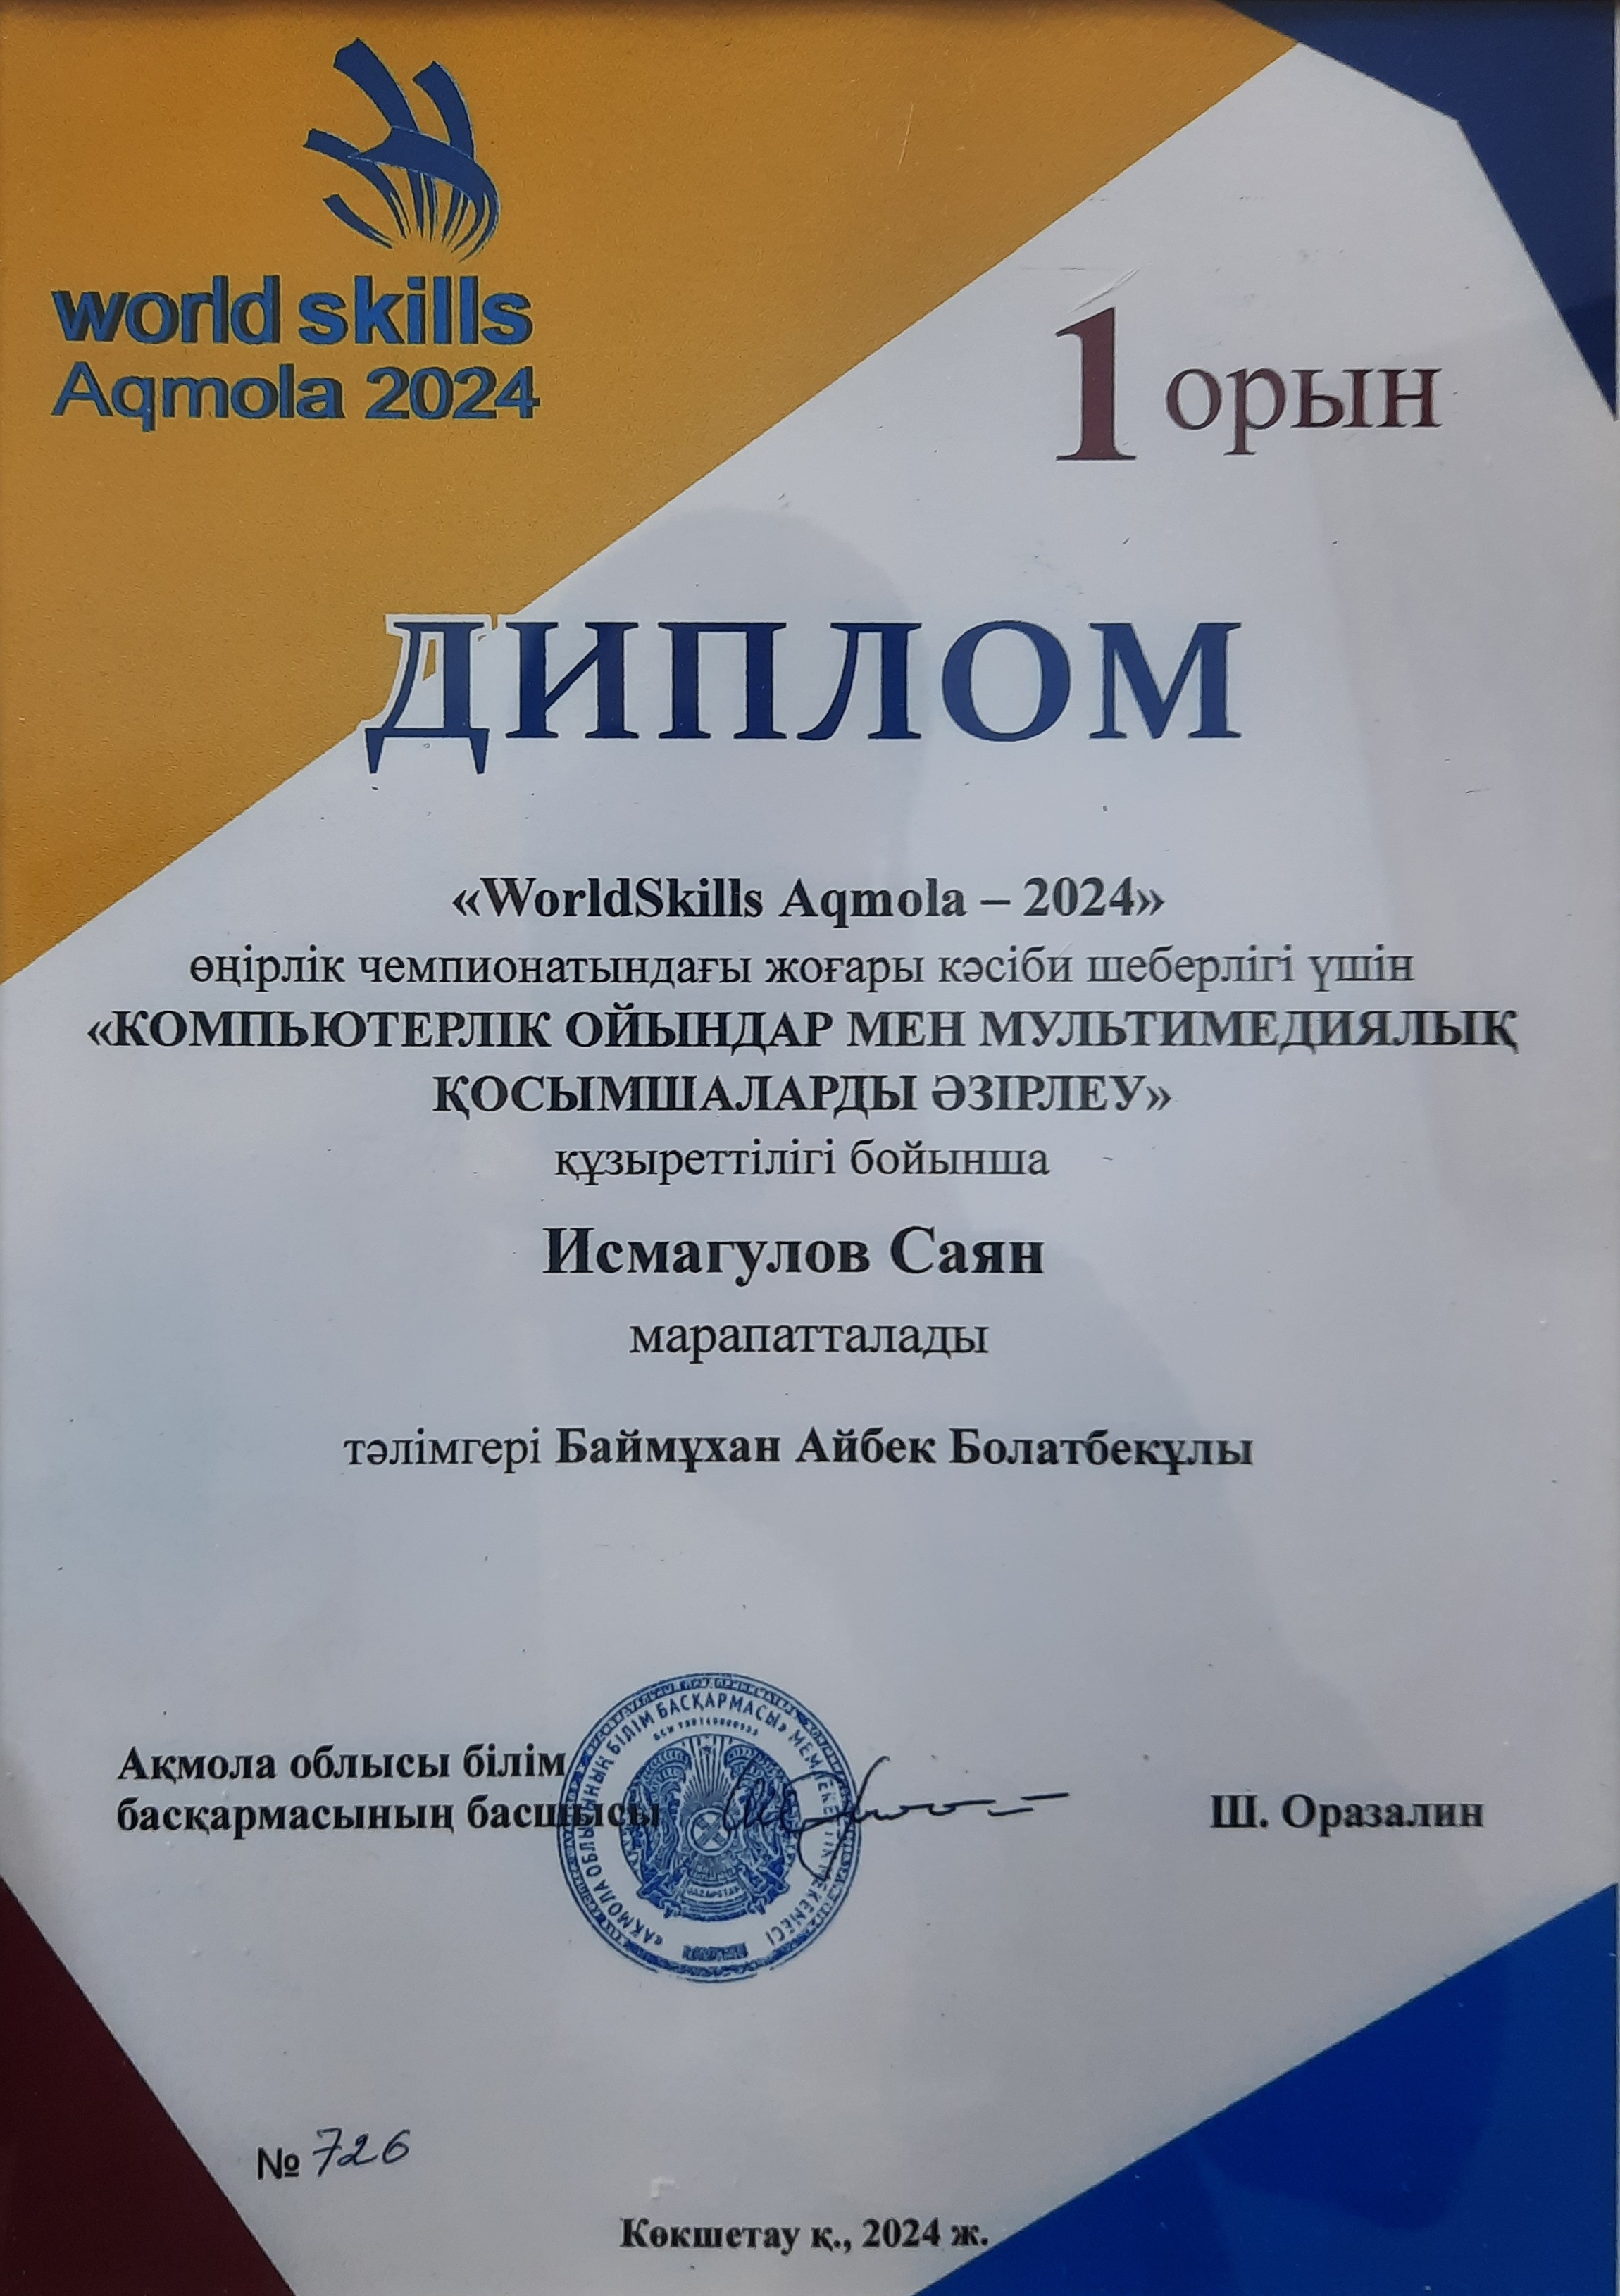 world skills
Aqmola 2024
1 орын
ДИПЛОМ
«WorldSkills Aqmola – 2024»
өңірлік чемпионатындағы жоғары кәсіби шеберлігі үшін
«КОМПЬЮТЕРЛІК ОЙЫНДАР МЕН МУЛЬТИМЕДИЯЛЫҚ
ҚОСЫМШАЛАРДЫ ӘЗІРЛЕУ»
құзыреттілігі бойынша
Исмагулов Саян
марапатталады
тәлімгері Баймұхан Айбек Болатбекұлы
Ақмола облысы білім
басқармасының басшысы
Ш. Оразалин
«АҚМОЛА ОБЛЫСЫНЫҢ БІЛІМ БАСҚАРМАСЫ» МЕМЛЕКЕТТІК МЕКЕМЕСІ
№ 726
Көкшетау қ., 2024 ж.